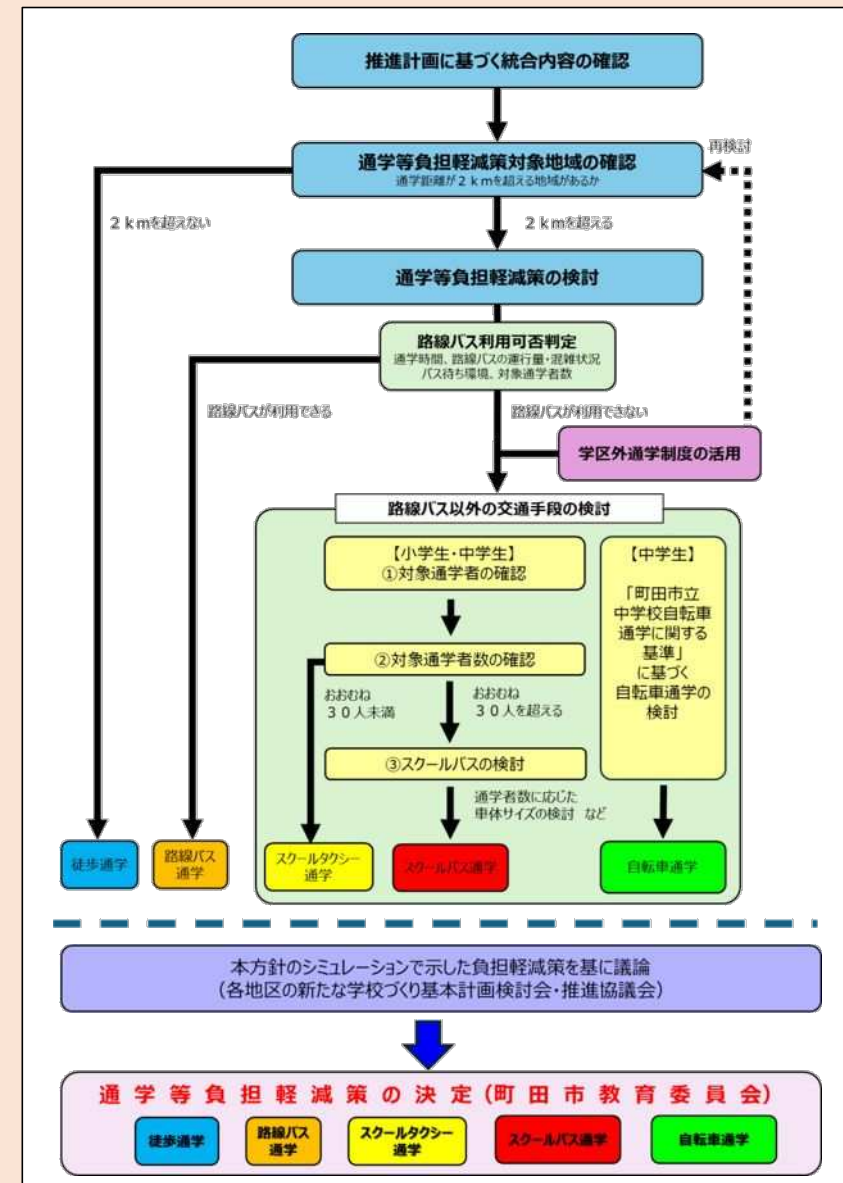 推進計画に基づく統合内容の確認
通学等負担軽減策対象地域の確認
通学距離が2kmを超える地域があるか
再検討
2kmを超えない
2kmを超える
通学等負担軽減策の検討
路線バス利用可否判定
通学時間、路線バスの運行量・混雑状況
バス待ち環境、対象通学者数
路線バスが利用できる
路線バスが利用できない
学区外通学制度の活用
路線バス以外の交通手段の検討
【小学生・中学生】
①対象通学者の確認
②対象通学者数の確認
おおむね
30人未満
おおむね
30人を超える
③スクールバスの検討
通学者数に応じた
車体サイズの検討 など
【中学生】
「町田市立
中学校自転車
通学に関する
基準」
に基づく
自転車通学の
検討
徒歩通学
路線バス
通学
スクールタクシー
通学
スクールバス通学
自転車通学
本方針のシミュレーションで示した負担軽減策を基に議論
(各地区の新たな学校づくり基本計画検討会・推進協議会)
通学等負担軽減策の決定(町田市教育委員会)
徒歩通学
路線バス
通学
スクールタクシー
通学
スクールバス通学
自転車通学